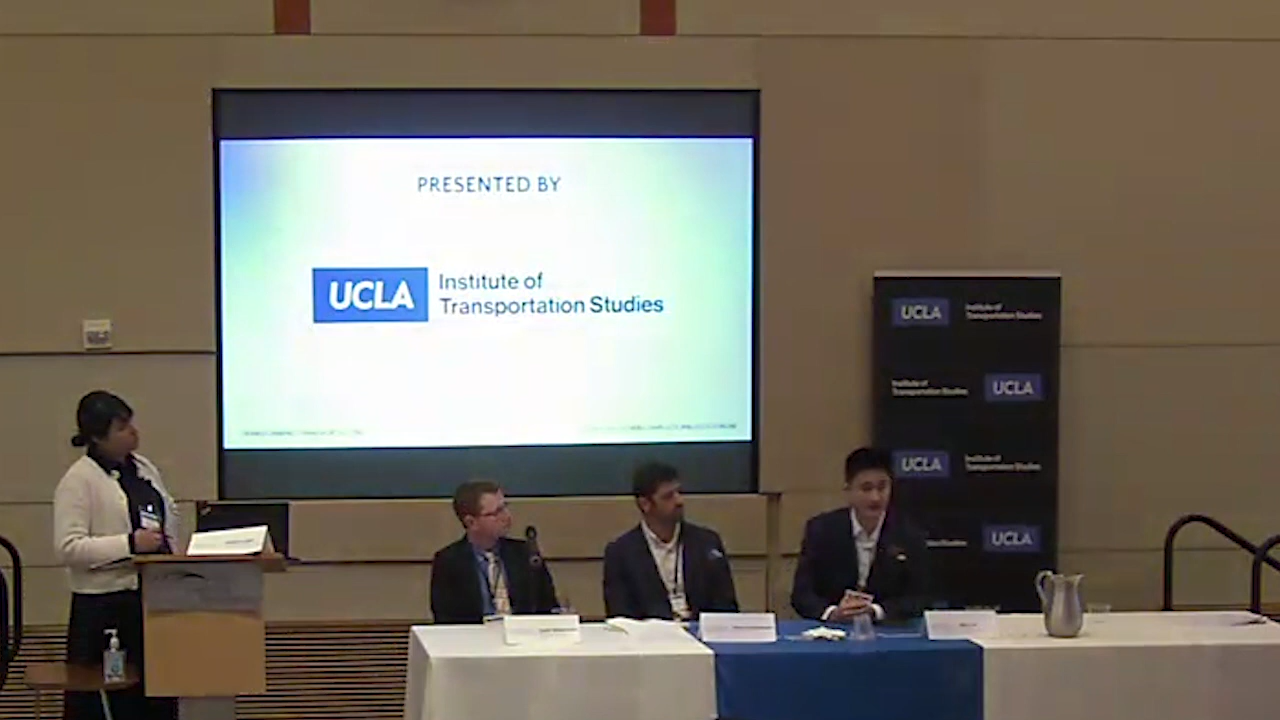 PRESENTED BY
UCLA
Institute of
Transportation Studies
UCLA
Institute of
Transportation Studies
Institute of
Transportation Studies
UCLA
UCLA
Institute of
Transportation Studies
UCLA